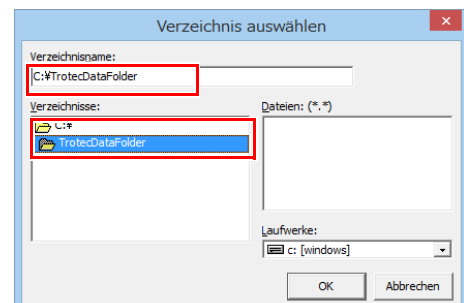 Verzeichnis auswählen
Verzeichnisname:
C:¥TrotecDataFolder
Verzeichnisse:
Dateien: (*.*)
C:¥
TrotecDataFolder
Laufwerke:
c: [windows]
OK
Abbrechen